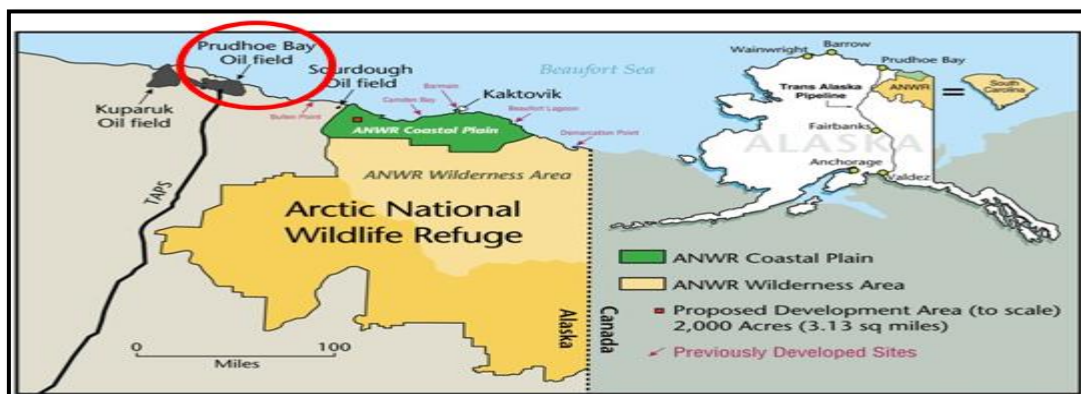 Prudhoe Bay
Oil field
Kuparuk
Oil field
Sourdough
Oil field
Bullen Point
Camden Bay
Barmain
Kaktovik
Beaufort Lagoon
Demarcation Point
Beaufort Sea
TAPS
ANWR Coastal Plain
ANWR Wilderness Area
Arctic National
Wildlife Refuge
0 100
Miles
Alaska
Canada
Wainwright
Barrow
Prudhoe Bay
Trans Alaska
Pipeline
ANWR
=
South
Carolina
Fairbanks
ALASKA
Anchorage
Valdez
ANWR Coastal Plain
ANWR Wilderness Area
Proposed Development Area (to scale)
2,000 Acres (3.13 sq miles)
Previously Developed Sites